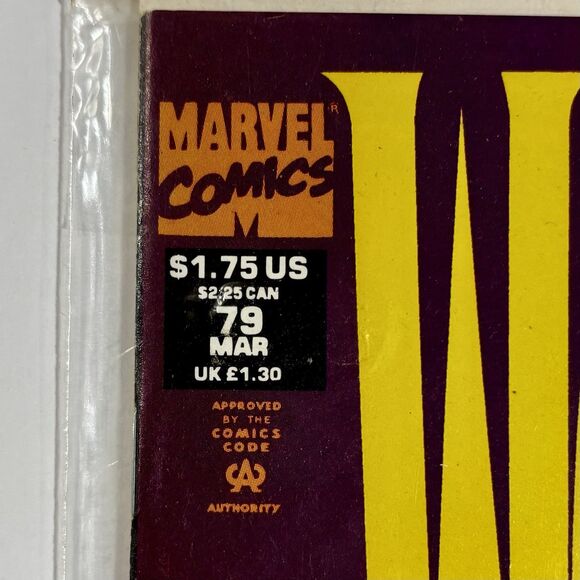 MARVEL®
COMICS
M
$1.75 US
$2.25 CAN
79
MAR
UK £1.30
APPROVED
BY THE
COMICS
CODE
CA
AUTHORITY
W